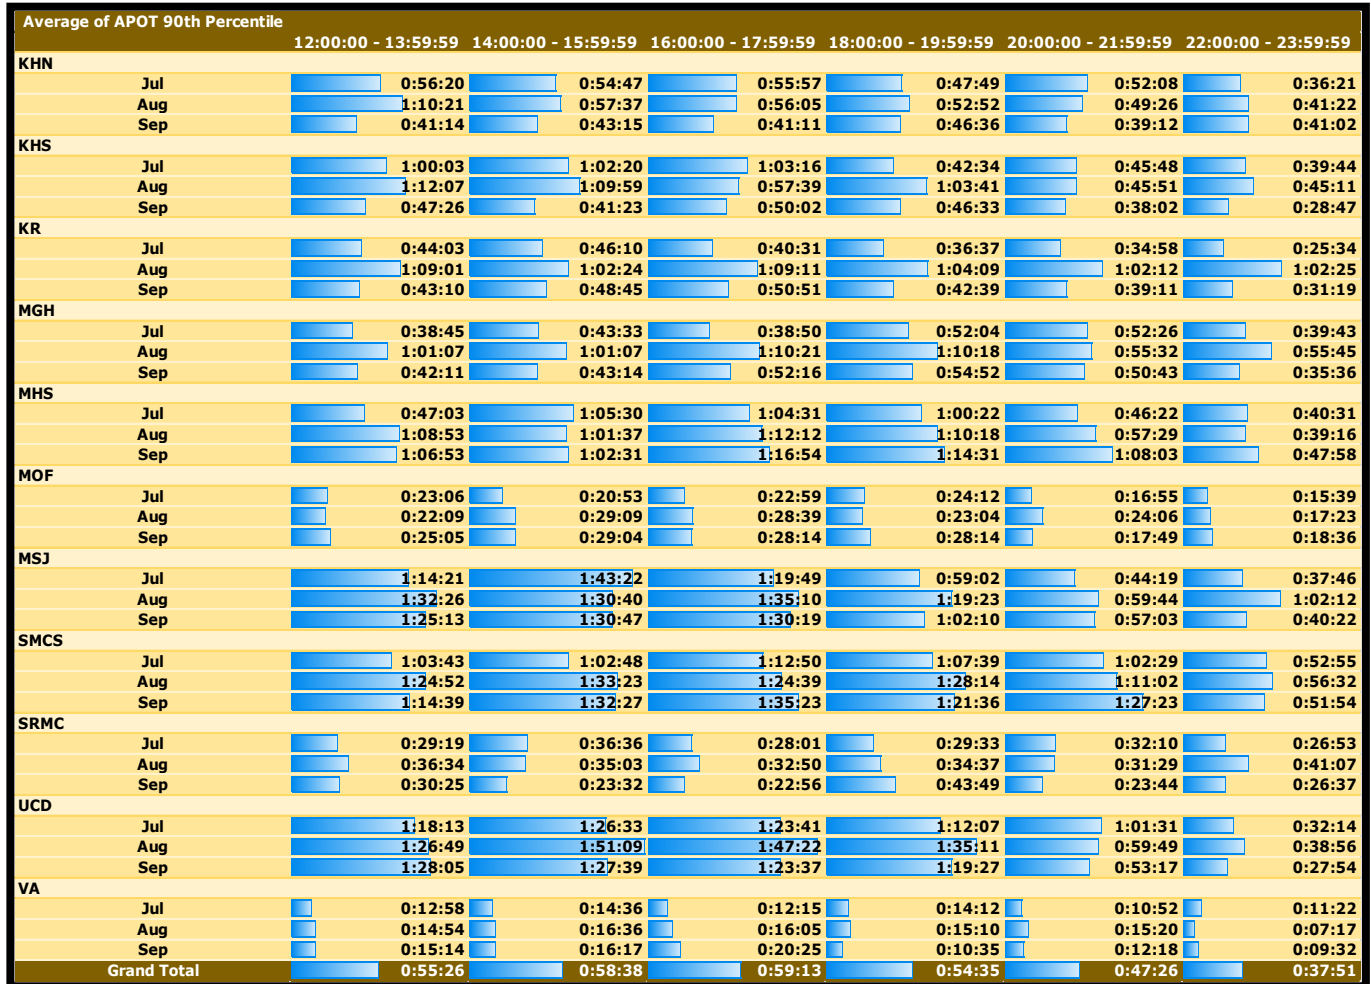 Average of APOT 90th Percentile
12:00:00 - 13:59:59 14:00:00 - 15:59:59 16:00:00 - 17:59:59 18:00:00 - 19:59:59 20:00:00 - 21:59:59 22:00:00 - 23:59:59
KHN
Jul 0:56:20 0:54:47 0:55:57 0:47:49 0:52:08 0:36:21
Aug 1:10:21 0:57:37 0:56:05 0:52:52 0:49:26 0:41:22
Sep 0:41:14 0:43:15 0:41:11 0:46:36 0:39:12 0:41:02
KHS
Jul 1:00:03 1:02:20 1:03:16 0:42:34 0:45:48 0:39:44
Aug 1:12:07 1:09:59 0:57:39 1:03:41 0:45:51 0:45:11
Sep 0:47:26 0:41:23 0:50:02 0:46:33 0:38:02 0:28:47
KR
Jul 0:44:03 0:46:10 0:40:31 0:36:37 0:34:58 0:25:34
Aug 1:09:01 1:02:24 1:09:11 1:04:09 1:02:12 1:02:25
Sep 0:43:10 0:48:45 0:50:51 0:42:39 0:39:11 0:31:19
MGH
Jul 0:38:45 0:43:33 0:38:50 0:52:04 0:52:26 0:39:43
Aug 1:01:07 1:01:07 1:10:21 1:10:18 0:55:32 0:55:45
Sep 0:42:11 0:43:14 0:52:16 0:54:52 0:50:43 0:35:36
MHS
Jul 0:47:03 1:05:30 1:04:31 1:00:22 0:46:22 0:40:31
Aug 1:08:53 1:01:37 1:12:12 1:10:18 0:57:29 0:39:16
Sep 1:06:53 1:02:31 1:16:54 1:14:31 1:08:03 0:47:58
MOF
Jul 0:23:06 0:20:53 0:22:59 0:24:12 0:16:55 0:15:39
Aug 0:22:09 0:29:09 0:28:39 0:23:04 0:24:06 0:17:23
Sep 0:25:05 0:29:04 0:28:14 0:28:14 0:17:49 0:18:36
MSJ
Jul 1:14:21 1:43:22 1:19:49 0:59:02 0:44:19 0:37:46
Aug 1:32:26 1:30:40 1:35:10 1:19:23 0:59:44 1:02:12
Sep 1:25:13 1:30:47 1:30:19 1:02:10 0:57:03 0:40:22
SMCS
Jul 1:03:43 1:02:48 1:12:50 1:07:39 1:02:29 0:52:55
Aug 1:24:52 1:33:23 1:24:39 1:28:14 1:11:02 0:56:32
Sep 1:14:39 1:32:27 1:35:23 1:21:36 1:27:23 0:51:54
SRMC
Jul 0:29:19 0:36:36 0:28:01 0:29:33 0:32:10 0:26:53
Aug 0:36:34 0:35:03 0:32:50 0:34:37 0:31:29 0:41:07
Sep 0:30:25 0:23:32 0:22:56 0:43:49 0:23:44 0:26:37
UCD
Jul 1:18:13 1:26:33 1:23:41 1:12:07 1:01:31 0:32:14
Aug 1:26:49 1:51:09 1:47:22 1:35:11 0:59:49 0:38:56
Sep 1:28:05 1:27:39 1:23:37 1:19:27 0:53:17 0:27:54
VA
Jul 0:12:58 0:14:36 0:12:15 0:14:12 0:10:52 0:11:22
Aug 0:14:54 0:16:36 0:16:05 0:15:10 0:15:20 0:07:17
Sep 0:15:14 0:16:17 0:20:25 0:10:35 0:12:18 0:09:32
Grand Total 0:55:26 0:58:38 0:59:13 0:54:35 0:47:26 0:37:51